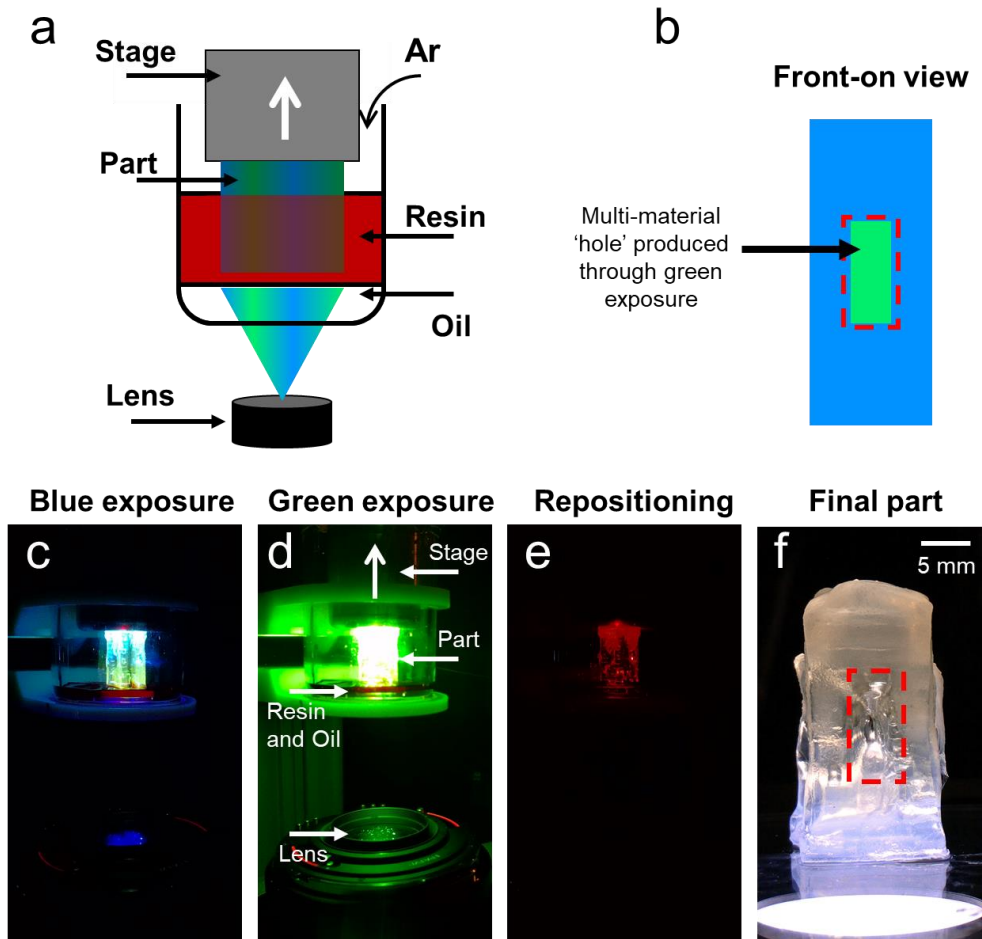 a
Stage
Ar
Part
Resin
Oil
Lens
b
Front-on view
Multi-material
‘hole’ produced
through green
exposure
Blue exposure
Green exposure
Repositioning
Final part
c
d
Stage
Part
Resin
and Oil
Lens
e
f
5 mm